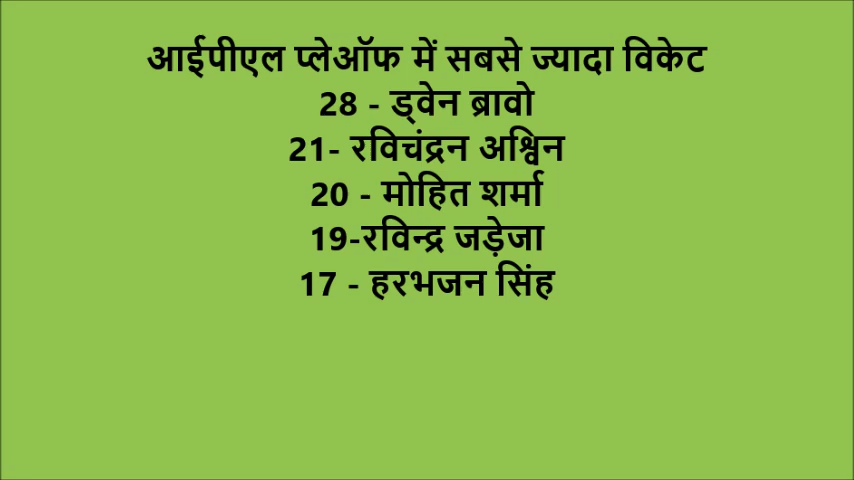 आईपीएल प्लेऑफ में सबसे ज्यादा विकेट
28 - ड्वेन ब्रावो
21- रविचंद्रन अश्विन
20 - मोहित शर्मा
19-रविन्द्र जड़ेजा
17 - हरभजन सिंह